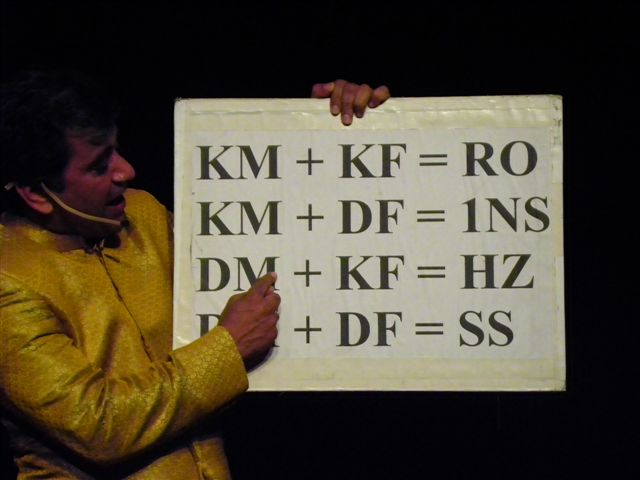 KM + KF = RO
KM + DF = 1NS
DM + KF = HZ
+ DF = SS